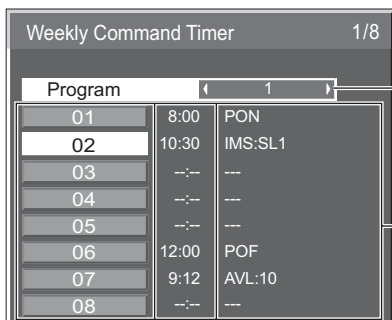 Weekly Command Timer 1/8
Program 1
01 8:00 PON
02 10:30 IMS:SL1
03 --:-- ---
04 --:-- ---
05 --:-- ---
06 12:00 POF
07 9:12 AVL:10
08 --:-- ---